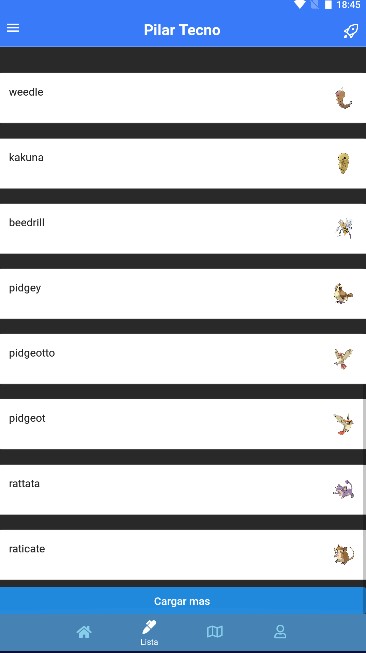 18:45
Pilar Tecno
weedle
kakuna
beedrill
pidgey
pidgeotto
pidgeot
rattata
raticate
Cargar mas
Lista